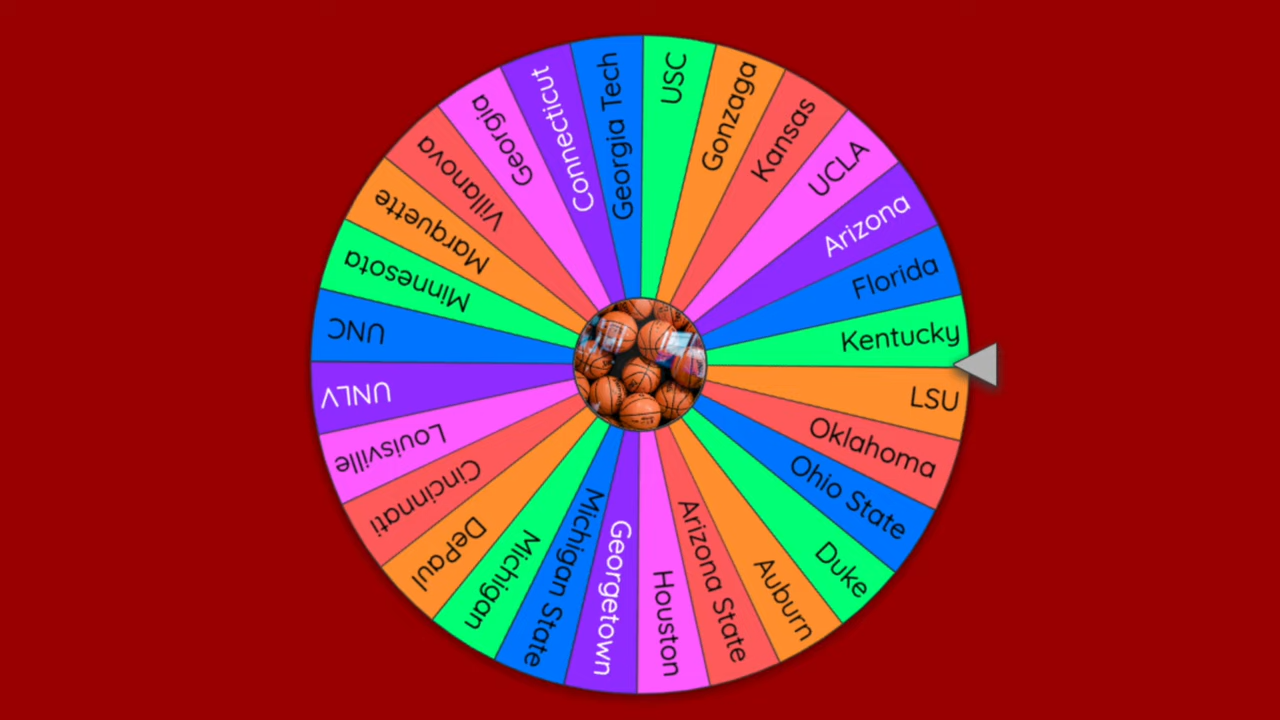 USC
Gonzaga
Kansas
UCLA
Arizona
Florida
Kentucky
LSU
Oklahoma
Ohio State
Duke
Auburn
Arizona State
Houston
Georgetown
Michigan State
Michigan
DePaul
Cincinnati
Louisville
UNLV
UNC
Minnesota
Marquette
Villanova
Georgia
Connecticut
Georgia Tech